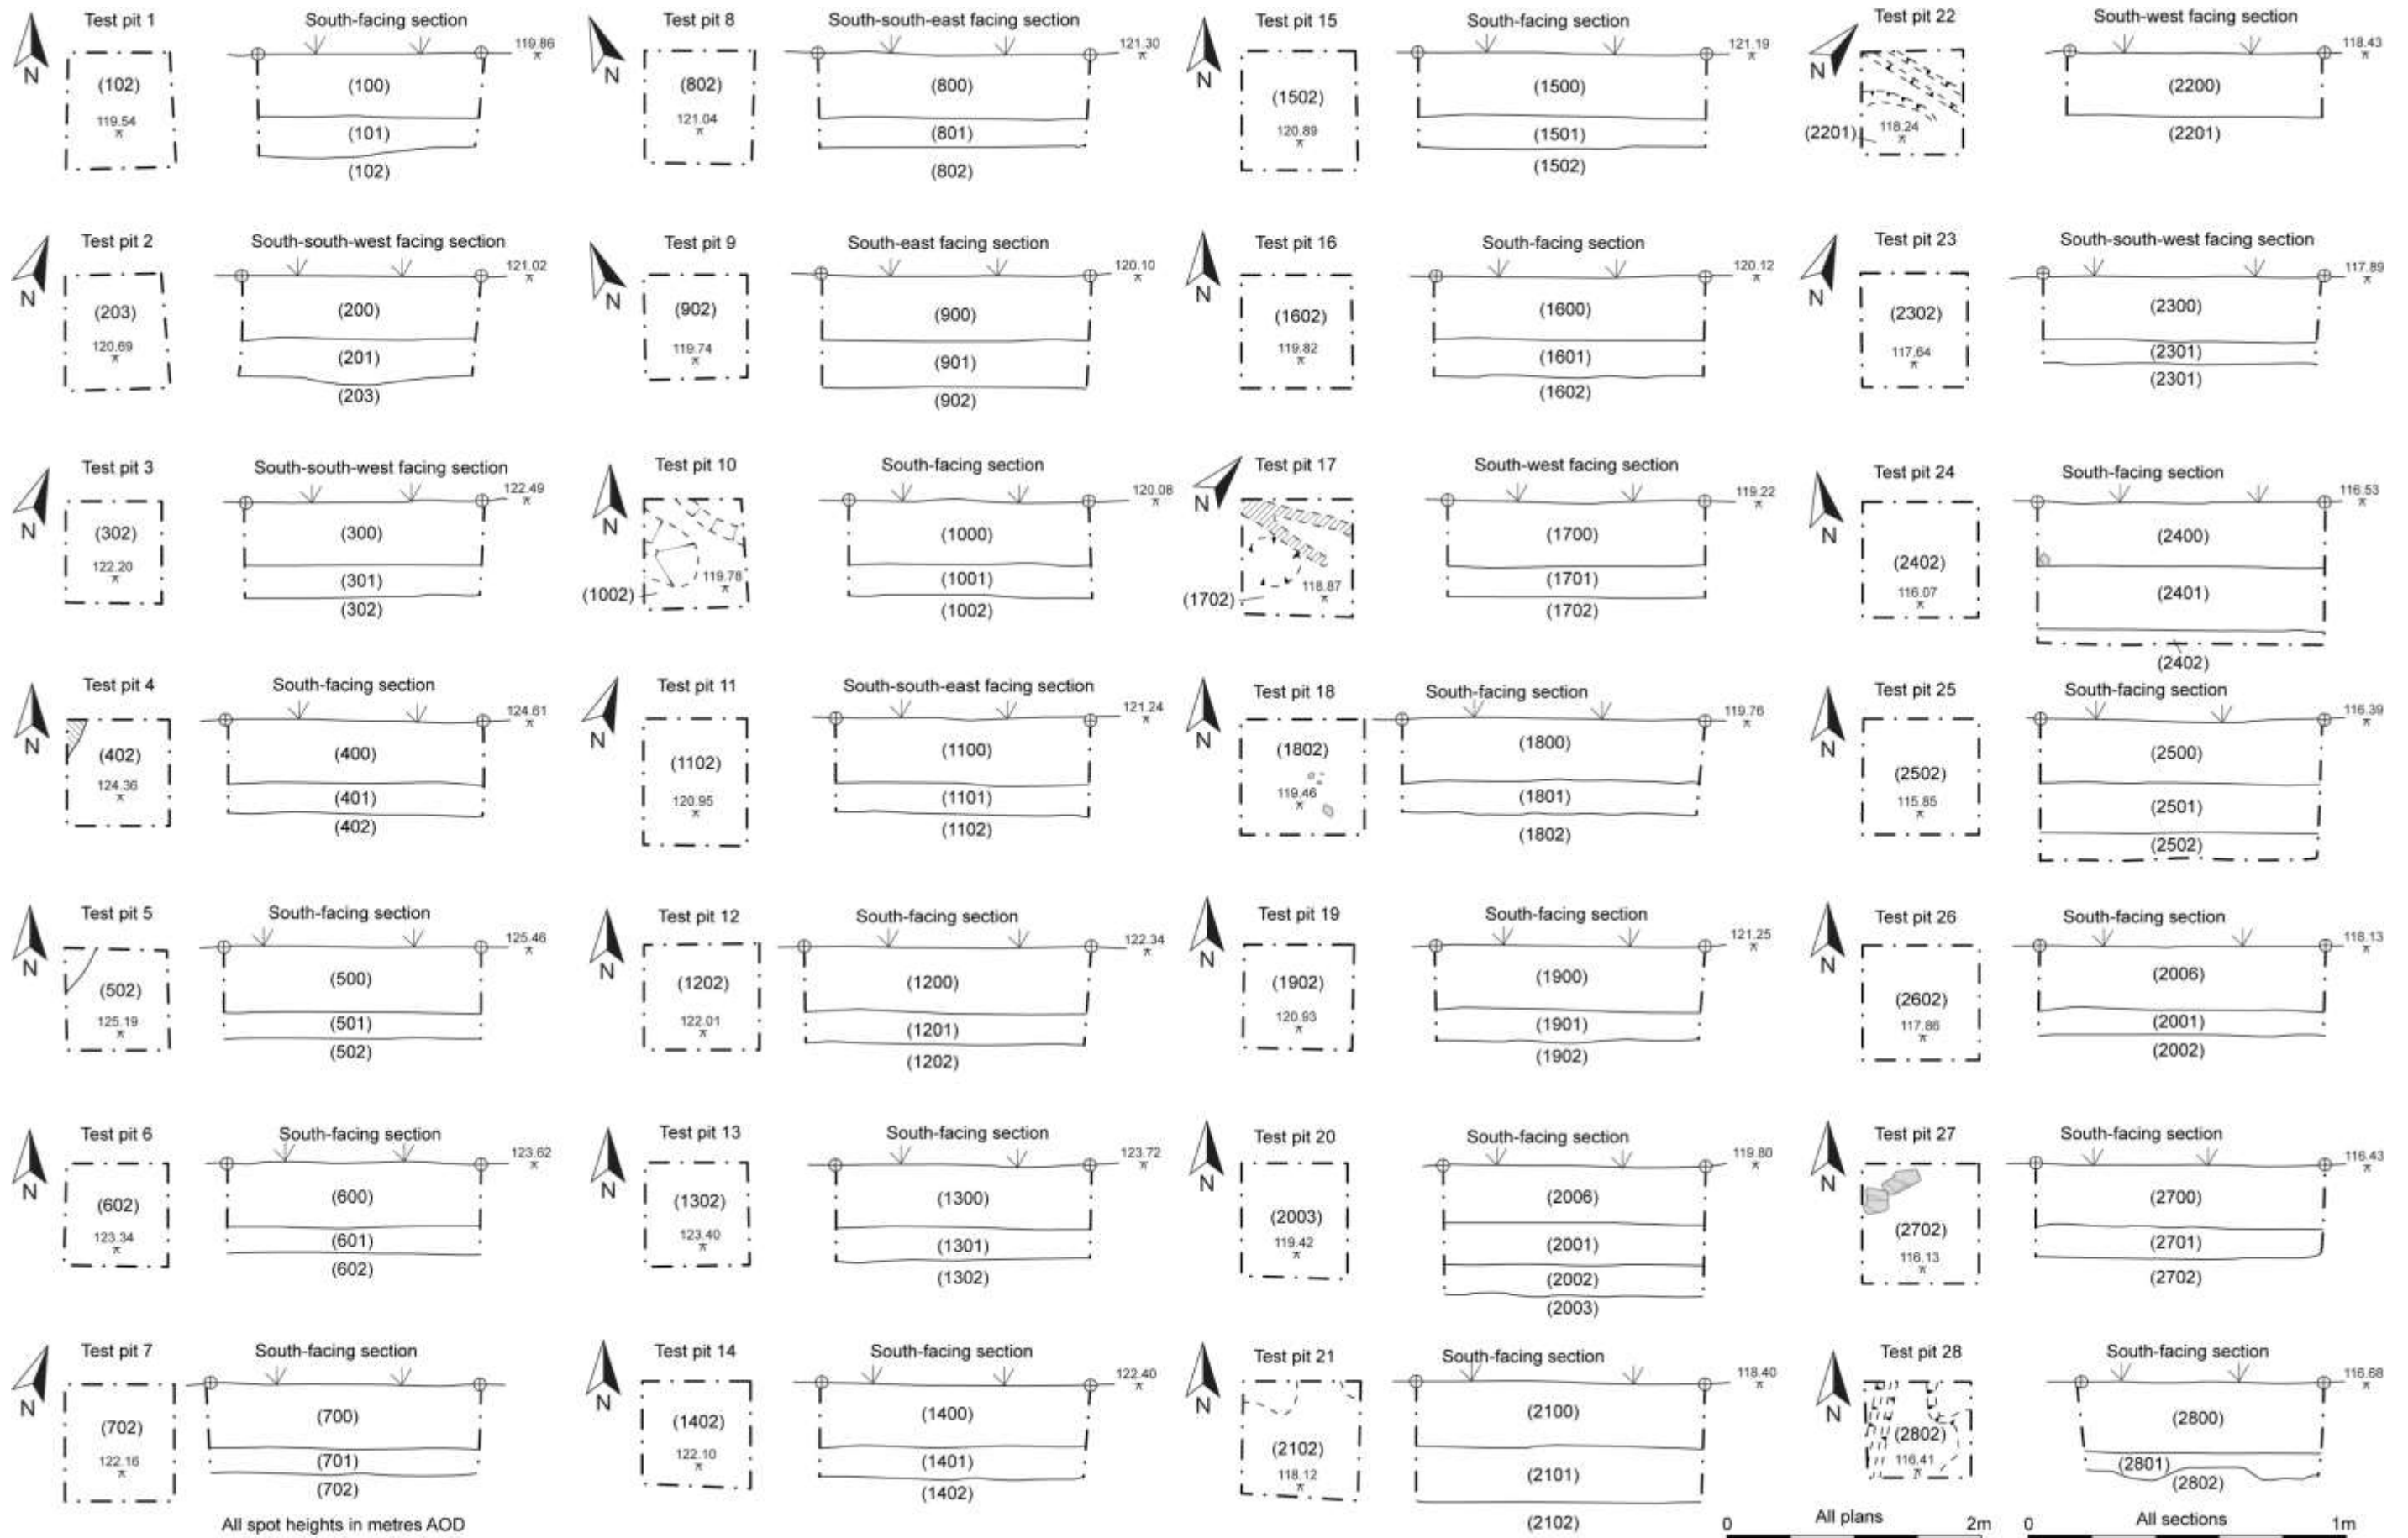 Test pit 1
South-facing section
119.86
N
(102)
119.54
(100)
(101)
(102)
Test pit 2
South-south-west facing section
121.02
N
(203)
120.69
(200)
(201)
(203)
Test pit 3
South-south-west facing section
122.49
N
(302)
122.20
(300)
(301)
(302)
Test pit 4
South-facing section
124.61
N
(402)
124.36
(400)
(401)
(402)
Test pit 5
South-facing section
125.46
N
(502)
125.19
(500)
(501)
(502)
Test pit 6
South-facing section
123.62
N
(602)
123.34
(600)
(601)
(602)
Test pit 7
South-facing section
N
(702)
122.16
(700)
(701)
(702)
All spot heights in metres AOD
Test pit 8
South-south-east facing section
121.30
N
(802)
121.04
(800)
(801)
(802)
Test pit 9
South-east facing section
120.10
N
(902)
119.74
(900)
(901)
(902)
Test pit 10
South-facing section
120.08
N
119.78
(1002)
(1000)
(1001)
(1002)
Test pit 11
South-south-east facing section
121.24
N
(1102)
120.95
(1100)
(1101)
(1102)
Test pit 12
South-facing section
122.34
N
(1202)
122.01
(1200)
(1201)
(1202)
Test pit 13
South-facing section
123.72
N
(1302)
123.40
(1300)
(1301)
(1302)
Test pit 14
South-facing section
122.40
N
(1402)
122.10
(1400)
(1401)
(1402)
Test pit 15
South-facing section
121.19
N
(1502)
120.89
(1500)
(1501)
(1502)
Test pit 16
South-facing section
120.12
N
(1602)
119.82
(1600)
(1601)
(1602)
Test pit 17
South-west facing section
119.22
N
118.87
(1702)
(1700)
(1701)
(1702)
Test pit 18
South-facing section
119.76
N
(1802)
119.46
(1800)
(1801)
(1802)
Test pit 19
South-facing section
121.25
N
(1902)
120.93
(1900)
(1901)
(1902)
Test pit 20
South-facing section
119.80
N
(2003)
119.42
(2006)
(2001)
(2002)
(2003)
Test pit 21
South-facing section
118.40
N
(2102)
118.12
(2100)
(2101)
(2102)
Test pit 22
South-west facing section
118.43
N
(2201)
118.24
(2200)
(2201)
Test pit 23
South-south-west facing section
117.89
N
(2302)
117.64
(2300)
(2301)
(2301)
Test pit 24
South-facing section
116.53
N
(2402)
116.07
(2400)
(2401)
(2402)
Test pit 25
South-facing section
116.39
N
(2502)
115.85
(2500)
(2501)
(2502)
Test pit 26
South-facing section
118.13
N
(2602)
117.86
(2006)
(2001)
(2002)
Test pit 27
South-facing section
116.43
N
(2702)
116.13
(2700)
(2701)
(2702)
Test pit 28
South-facing section
116.68
N
(2802)
116.41
(2800)
(2801)
(2802)
0 All plans 2m
0 All sections 1m